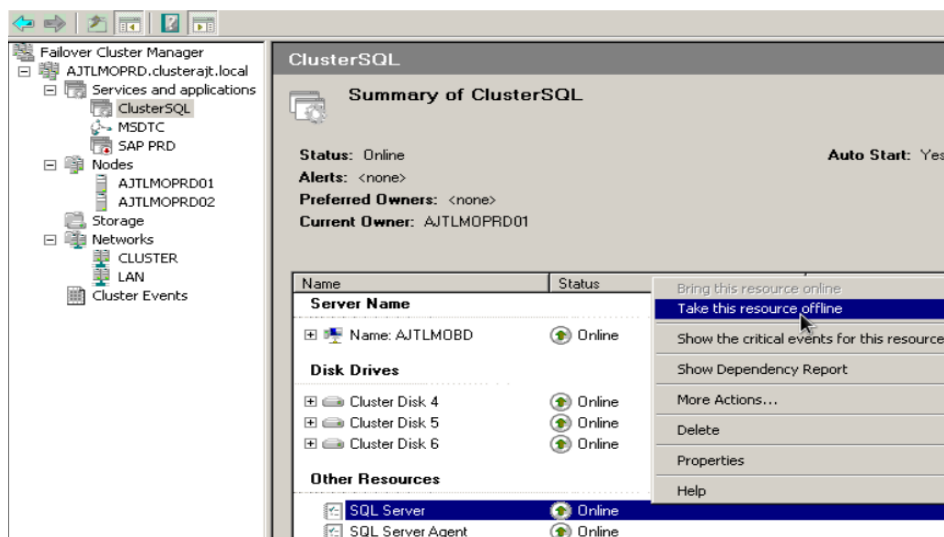 Failover Cluster Manager
AJTLMOPRD.clusterajt.local
Services and applications
ClusterSQL
MSDTC
SAP PRD
Nodes
AJTLMOPRD01
AJTLMOPRD02
Storage
Networks
CLUSTER
LAN
Cluster Events
ClusterSQL
Summary of ClusterSQL
Status: Online
Auto Start: Yes
Alerts: <none>
Preferred Owners: <none>
Current Owner: AJTLMOPRD01
Name Status
Server Name
Name: AJTLMOBD Online
Disk Drives
Cluster Disk 4 Online
Cluster Disk 5 Online
Cluster Disk 6 Online
Other Resources
SQL Server Online
SQL Server Agent Online
Bring this resource online
Take this resource offline
Show the critical events for this resource
Show Dependency Report
More Actions...
Delete
Properties
Help